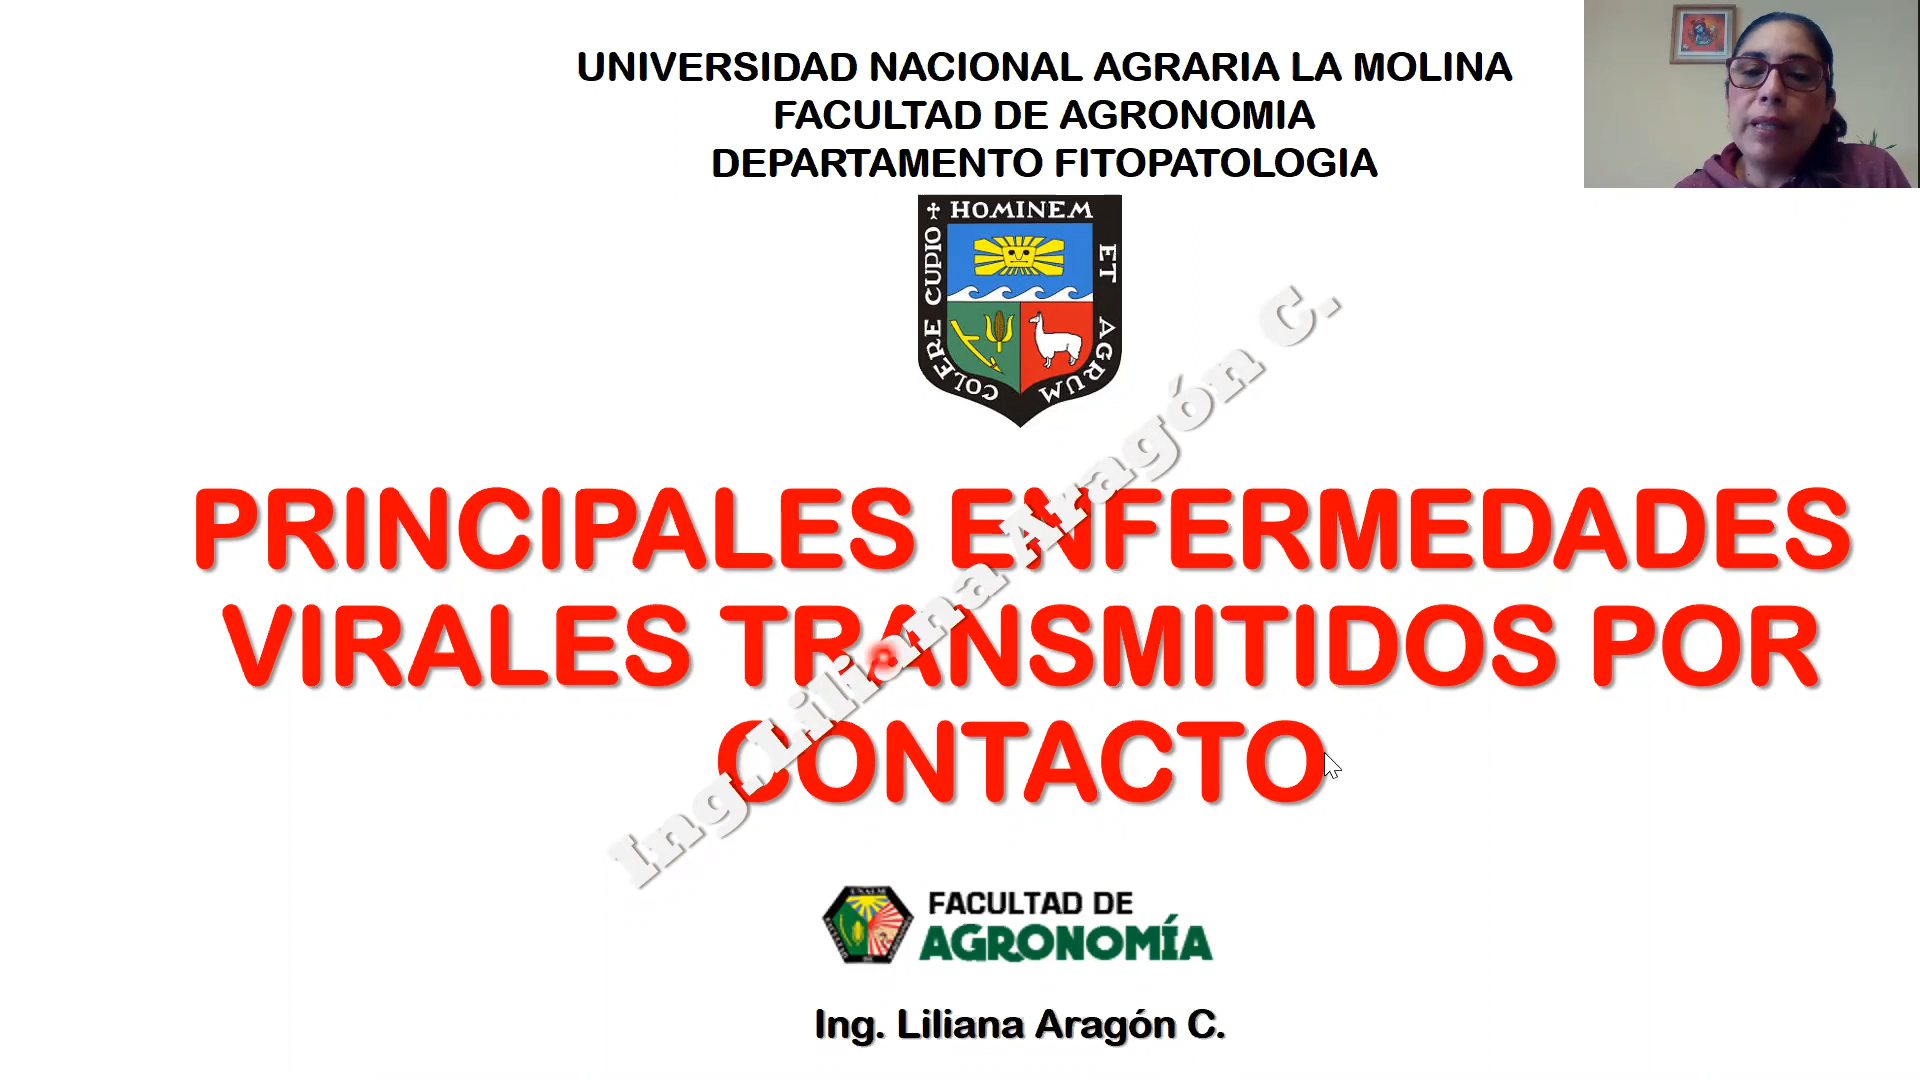 UNIVERSIDAD NACIONAL AGRARIA LA MOLINA
FACULTAD DE AGRONOMIA
DEPARTAMENTO FITOPATOLOGIA
COLERE CUPIO HOMINEM ET AGRUM
PRINCIPALES ENFERMEDADES
VIRALES TRANSMITIDOS POR
CONTACTO
Ing. Liliana Aragón C.
FACULTAD DE
AGRONOMÍA
Ing. Liliana Aragón C.